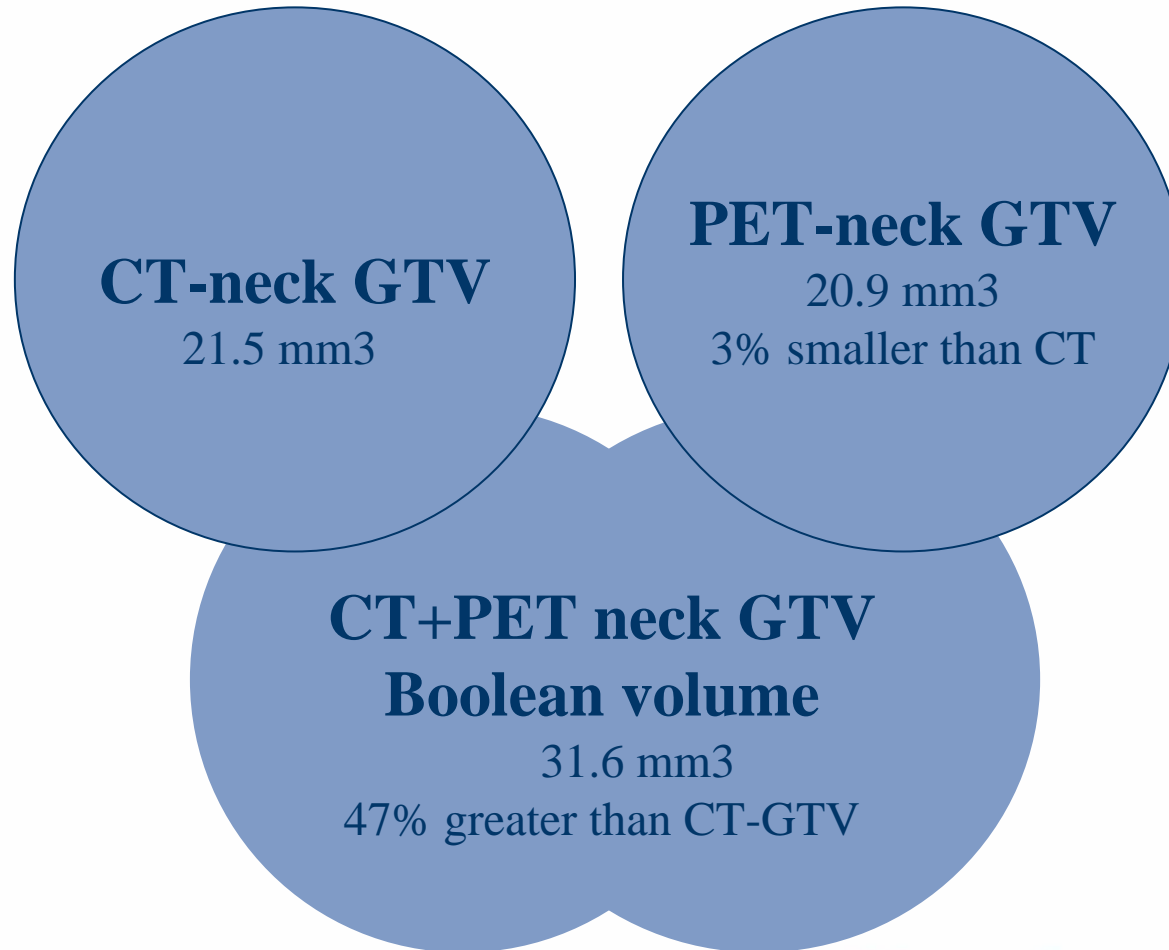 CT-neck GTV
21.5 mm3
PET-neck GTV
20.9 mm3
3% smaller than CT
CT+PET neck GTV
Boolean volume
31.6 mm3
47% greater than CT-GTV